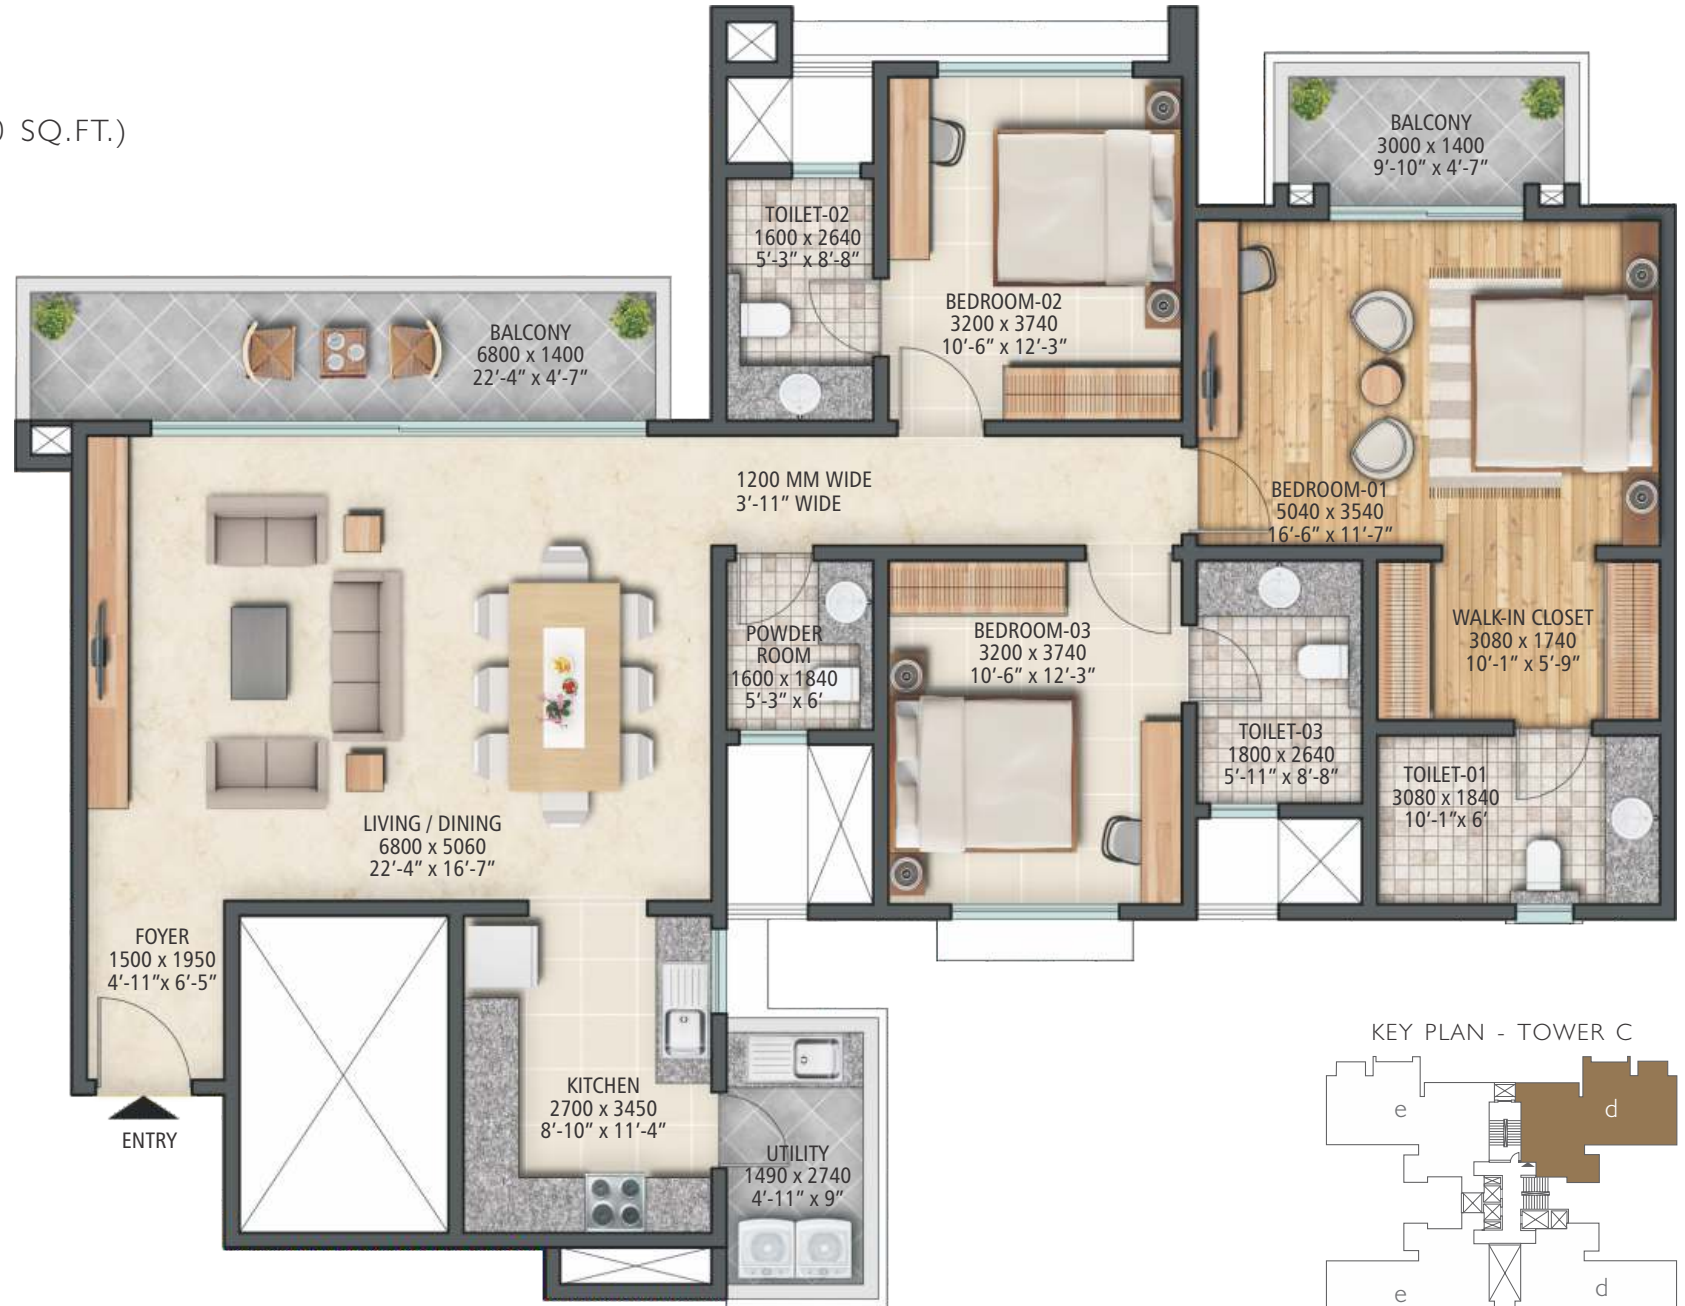 SQ.FT.)
BALCONY
3000 x 1400
9'-10" x 4'-7"
TOILET-02
1600 x 2640
5'-3" x 8'-8"
BEDROOM-02
3200 x 3740
10'-6" x 12'-3"
BALCONY
6800 x 1400
22'-4" x 4'-7"
1200 MM WIDE
3'-11" WIDE
BEDROOM-01
5040 x 3540
16'-6" x 11'-7"
POWDER
ROOM
1600 x 1840
5'-3" x 6'
BEDROOM-03
3200 x 3740
10'-6" x 12'-3"
WALK-IN CLOSET
3080 x 1740
10'-1" x 5'-9"
TOILET-03
1800 x 2640
5'-11" x 8'-8"
TOILET-01
3080 x 1840
10'-1"x 6'
LIVING / DINING
6800 x 5060
22'-4" x 16'-7"
FOYER
1500 x 1950
4'-11"x 6'-5"
KITCHEN
2700 x 3450
8'-10" x 11'-4"
ENTRY
UTILITY
1490 x 2740
4'-11" x 9"
KEY PLAN - TOWER C
e
d
e
d